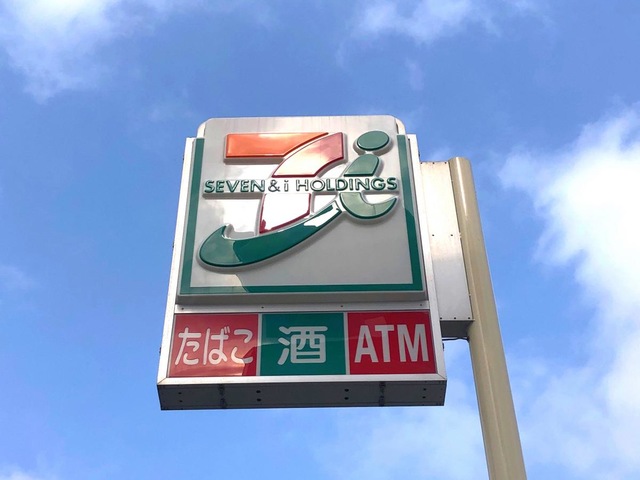 SEVEN & i HOLDINGS
たばこ 酒 ATM